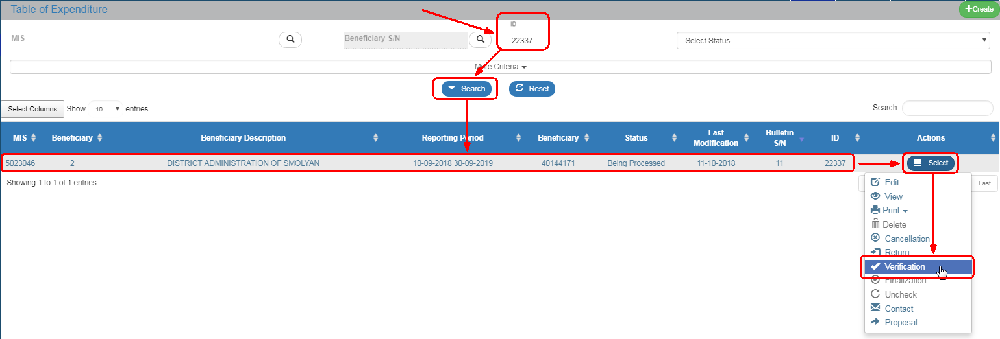 Table of Expenditure
Create
ID
MIS
Beneficiary S/N
22337
Select Status
More Criteria
Search
Reset
Select Columns Show 10 entries
Search:
MIS Beneficiary Beneficiary Description Reporting Period Beneficiary Status Last Modification Bulletin S/N ID Actions
5023046 2 DISTRICT ADMINISTRATION OF SMOLYAN 10-09-2018 30-09-2019 40144171 Being Processed 11-10-2018 11 22337 Select
Showing 1 to 1 of 1 entries
Last
Edit
View
Print
Delete
Cancellation
Return
Verification
Finalization
Uncheck
Contact
Proposal